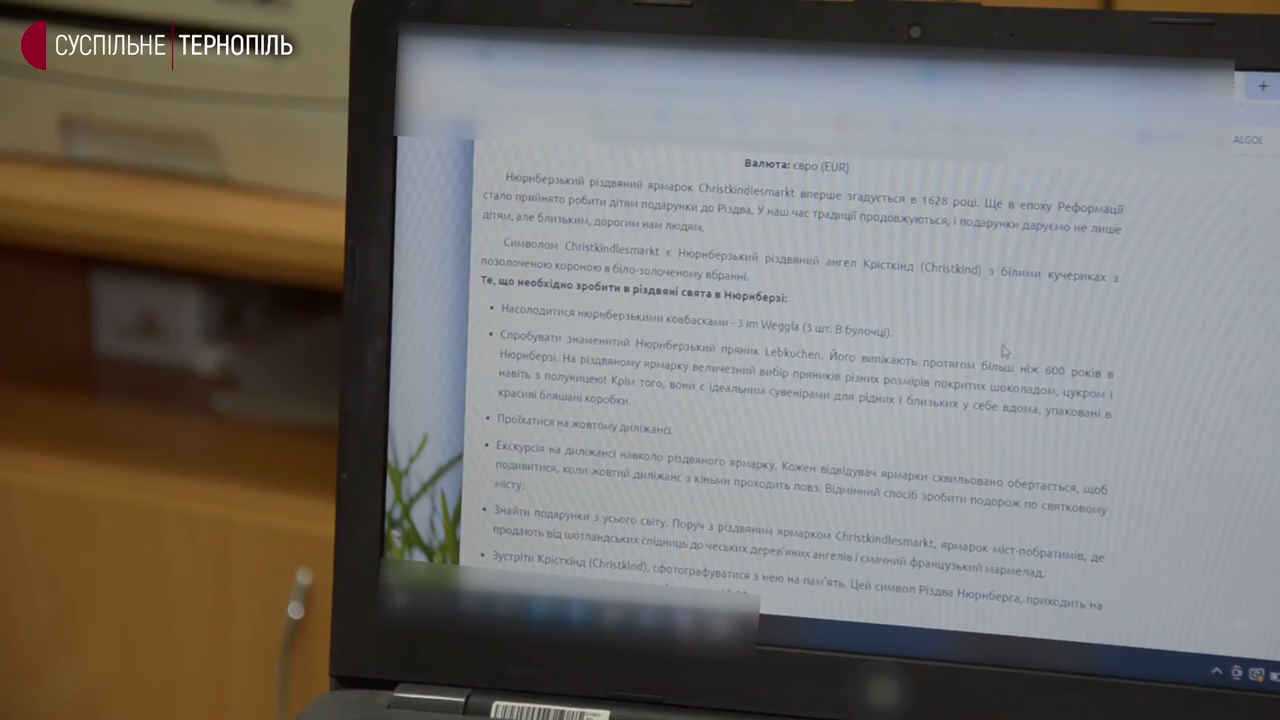 СУСПІЛЬНЕ ТЕРНОПІЛЬ
ALGOL
Валюта: євро (EUR)
Нюрнберзький різдвяний ярмарок Christkindlesmarkt вперше згадується в 1628 році. Ще в епоху Реформації
стало прийнято робити дітям подарунки до Різдва. У наш час традиції продовжуються, і подарунки даруємо не лише
дітям, але близьким, дорогим нам людям.
Символом Christkindlesmarkt є Нюрнберзький різдвяний ангел Крісткінд (Christkind) з білими кучериках з
позолоченою короною в біло-золоченому вбранні.
Те, що необхідно зробити в різдвяні свята в Нюрнберзі:
• Насолодитися нюрнберзькими ковбасками - 3 im Weggla (3 шт. В булочці).
• Спробувати знаменитий Нюрнберзький пряник Lebkuchen. Його випікають протягом більш ніж 600 років в
Нюрнберзі. На різдвяному ярмарку величезний вибір пряників різних розмірів покритих шоколадом, цукром і
навіть з полуницею! Крім того, вони є ідеальним сувенірами для рідних і близьких у себе вдома, упаковані в
красиві бляшані коробки.
• Проїхатися на жовтому диліжансі.
• Екскурсія на диліжансі навколо різдвяного ярмарку. Кожен відвідувач ярмарки схвильовано обертається, щоб
подивитися, коли жовтий диліжанс з кіньми проходить повз. Відмінний спосіб зробити подорож по святковому
місту.
• Знайти подарунки з усього світу. Поруч з різдвяним ярмарком Christkindlesmarkt, ярмарок міст-побратимів, де
продають від шотландських спідниць до чеських дерев'яних ангелів і смачний французький мармелад.
• Зустріти Крісткінд (Christkind), сфотографуватися з нею на пам'ять. Цей символ Різдва Нюрнберга, приходить на